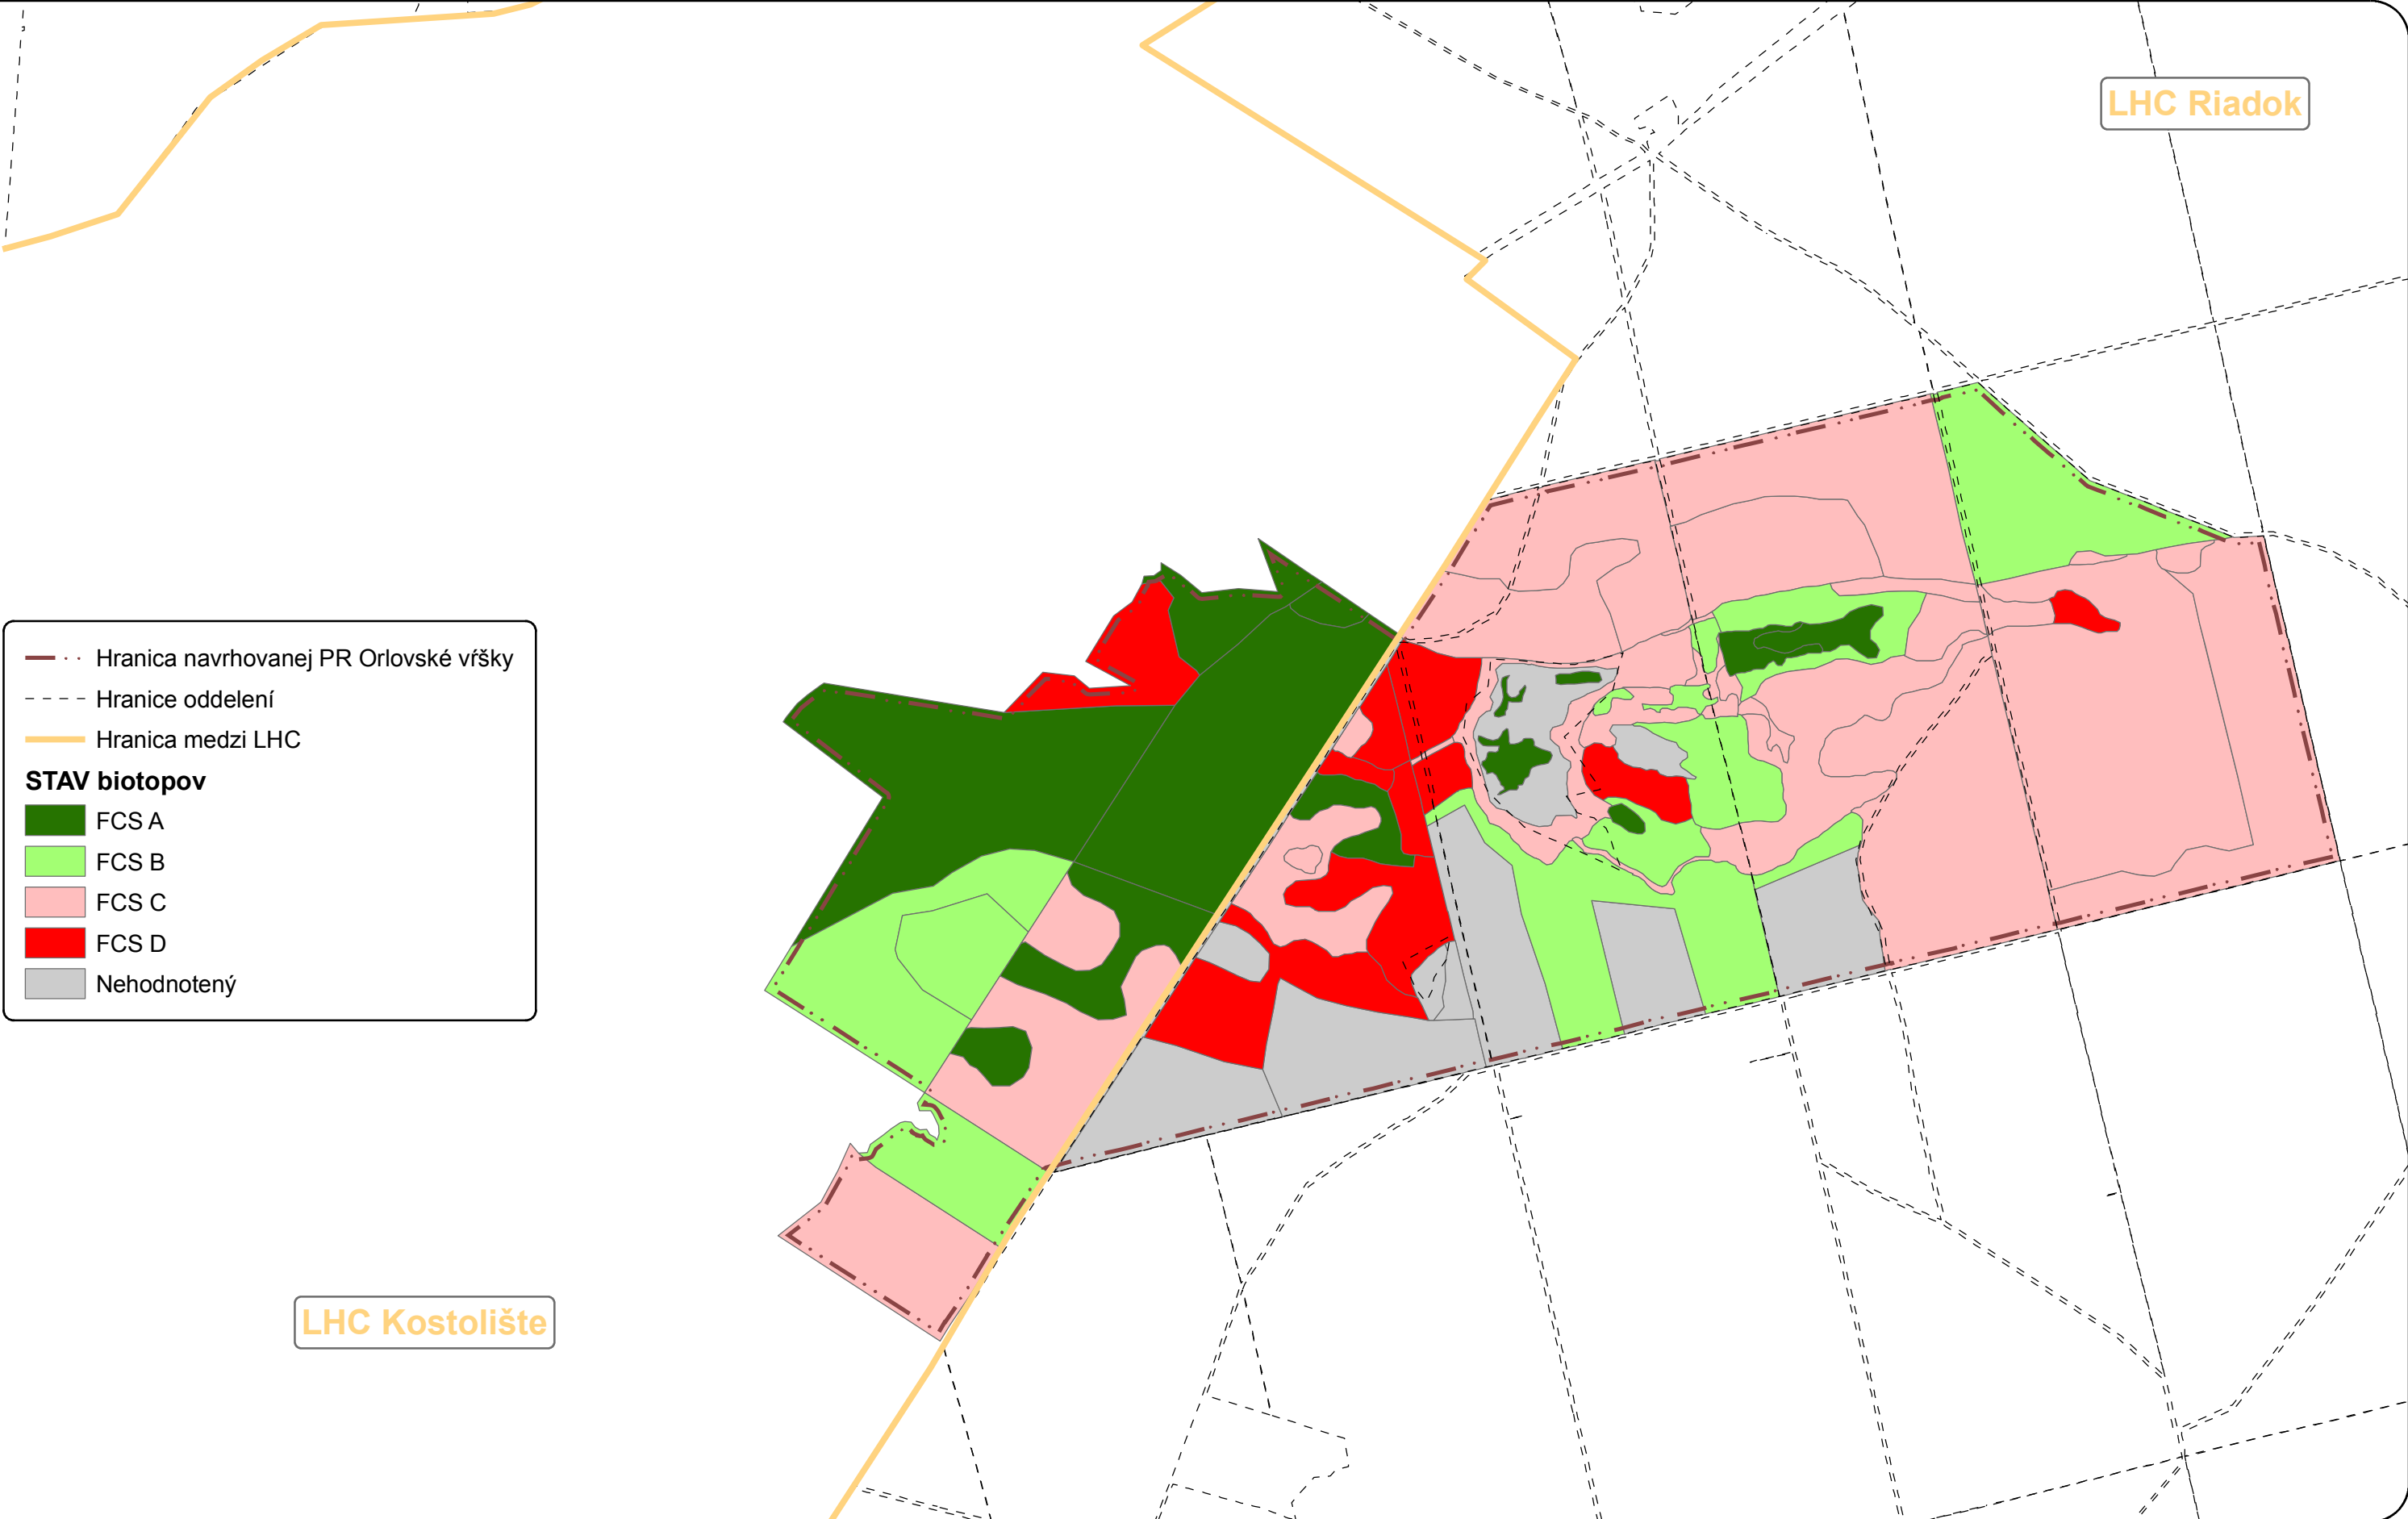 LHC Riadok
Hranica navrhovanej PR Orlovské vŕšky
Hranice oddelení
Hranica medzi LHC
STAV biotopov
FCS A
FCS B
FCS C
FCS D
Nehodnotený
LHC Kostolište